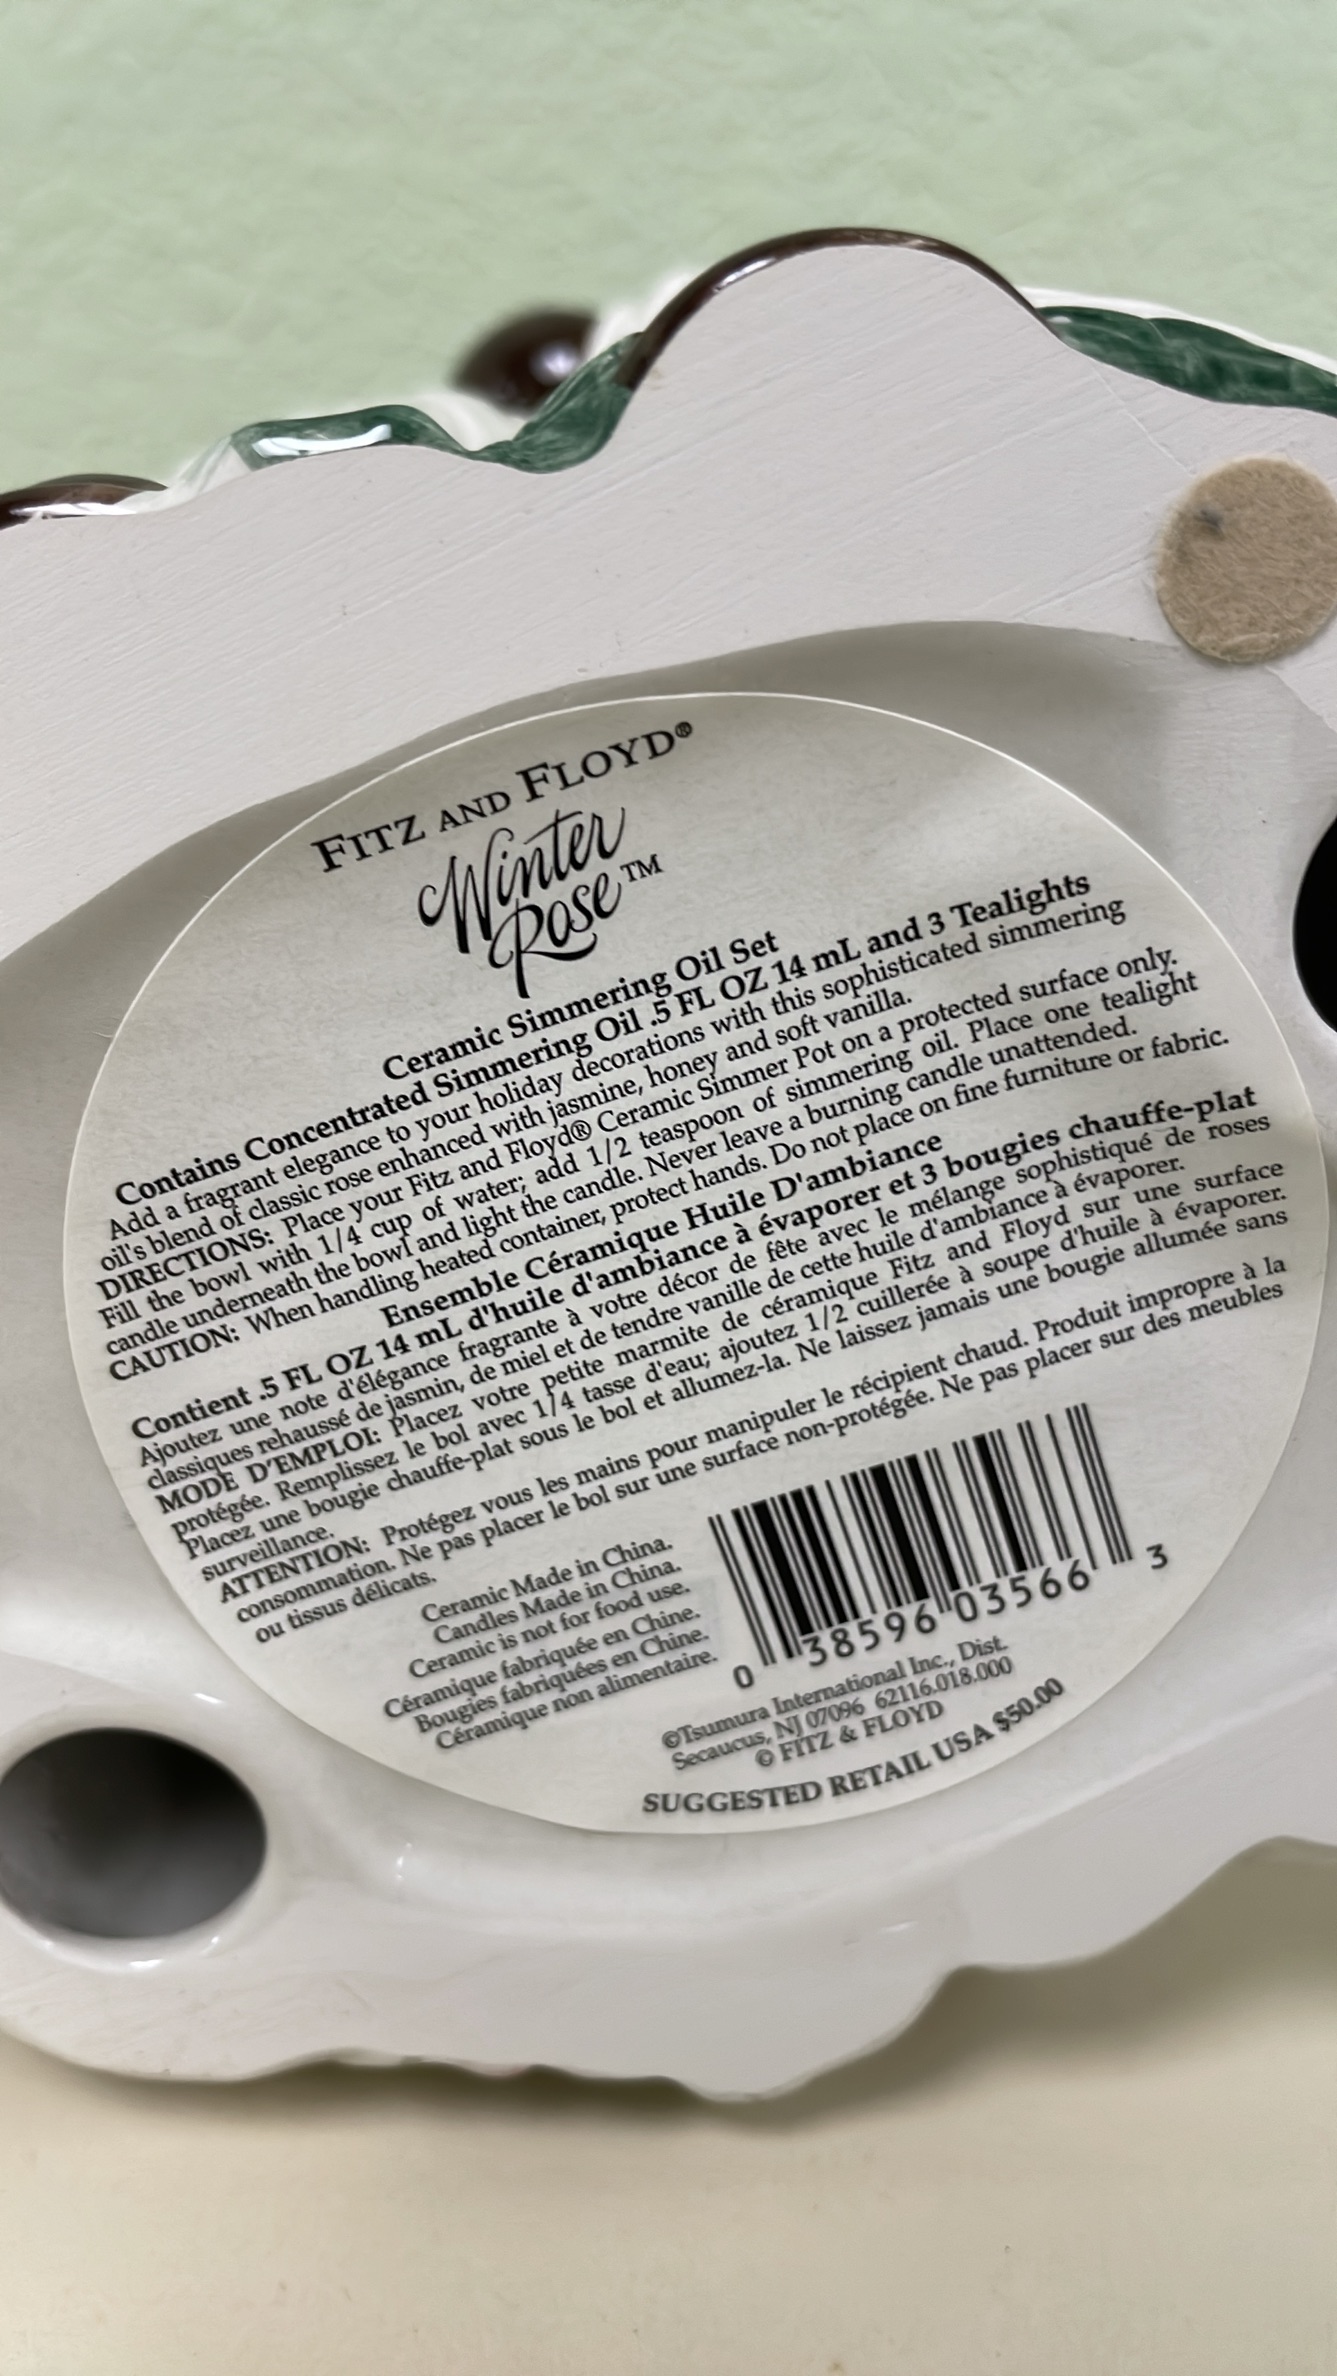 FITZ AND FLOYD®
Winter
Rose™
Ceramic Simmering Oil Set
Contains Concentrated Simmering Oil .5 FL OZ 14 mL and 3 Tealights
Add a fragrant elegance to your holiday decorations with this sophisticated simmering
oil's blend of classic rose enhanced with jasmine, honey and soft vanilla.
DIRECTIONS: Place your Fitz and Floyd® Ceramic Simmer Pot on a protected surface only.
Fill the bowl with 1/4 cup of water; add 1/2 teaspoon of simmering oil. Place one tealight
candle underneath the bowl and light the candle. Never leave a burning candle unattended.
CAUTION: When handling heated container, protect hands. Do not place on fine furniture or fabric.
Ensemble Céramique Huile D'ambiance
Contient .5 FL OZ 14 mL d'huile d'ambiance à évaporer et 3 bougies chauffe-plat
Ajoutez une note d'élégance fragrante à votre décor de fête avec le mélange sophistiqué de roses
classiques rehaussé de jasmin, de miel et de tendre vanille de cette huile d'ambiance à évaporer.
MODE D'EMPLOI: Placez votre petite marmite de céramique Fitz and Floyd sur une surface
protégée. Remplissez le bol avec 1/4 tasse d'eau; ajoutez 1/2 cuillerée à soupe d'huile à évaporer.
Placez une bougie chauffe-plat sous le bol et allumez-la. Ne laissez jamais une bougie allumée sans
surveillance.
ATTENTION: Protégez vous les mains pour manipuler le récipient chaud. Produit impropre à la
consommation. Ne pas placer le bol sur une surface non-protégée. Ne pas placer sur des meubles
ou tissus délicats.
Ceramic Made in China.
Candles Made in China.
Ceramic is not for food use.
Céramique fabriquée en Chine.
Bougies fabriquées en Chine.
Céramique non alimentaire.
0 38596 03566 3
©Tsumura International Inc., Dist.
Secaucus, NJ 07096 62116.018.000
© FITZ & FLOYD
SUGGESTED RETAIL USA $50.00